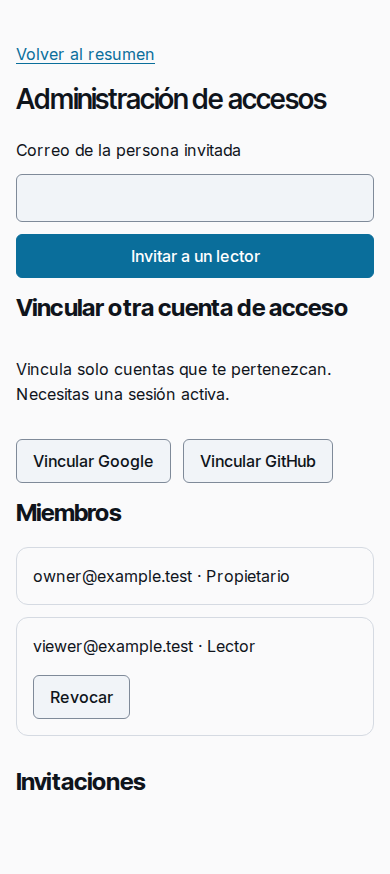 Volver al resumen
Administración de accesos
Correo de la persona invitada
Invitar a un lector
Vincular otra cuenta de acceso
Vincula solo cuentas que te pertenezcan.
Necesitas una sesión activa.
Vincular Google
Vincular GitHub
Miembros
owner@example.test · Propietario
viewer@example.test · Lector
Revocar
Invitaciones